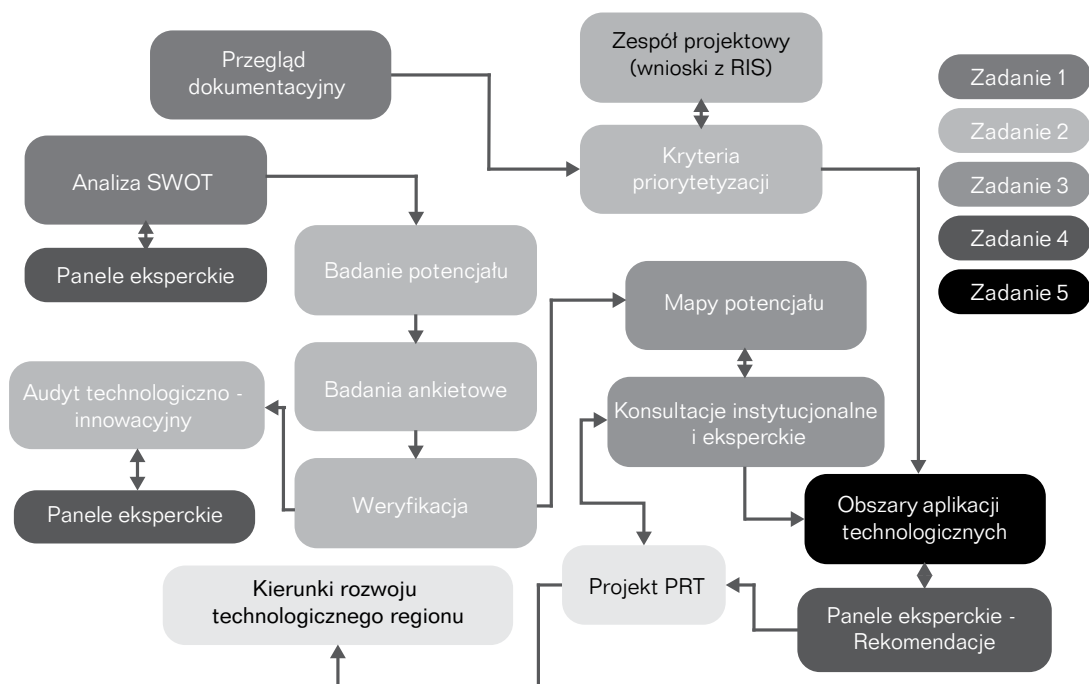 Przegląd
dokumentacyjny
Zespół projektowy
(wnioski z RIS)
Zadanie 1
Zadanie 2
Zadanie 3
Zadanie 4
Zadanie 5
Kryteria
priorytetyzacji
Analiza SWOT
Panele eksperckie
Badanie potencjału
Mapy potencjału
Badania ankietowe
Audyt technologiczno -
innowacyjny
Konsultacje instytucjonalne
i eksperckie
Panele eksperckie
Weryfikacja
Obszary aplikacji
technologicznych
Kierunki rozwoju
technologicznego regionu
Projekt PRT
Panele eksperckie -
Rekomendacje